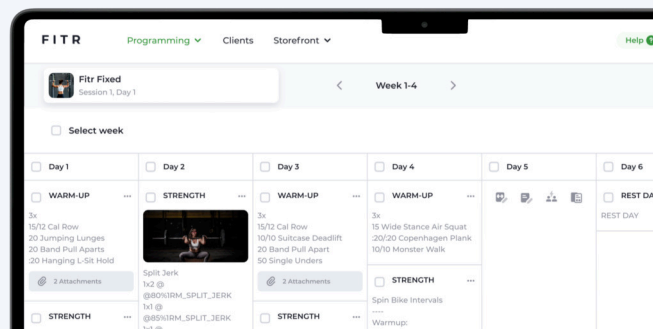 FITR
Programming
Clients
Storefront
Help ?
Fitr Fixed
Session 1, Day 1
Week 1-4
Select week
Day 1
Day 2
Day 3
Day 4
Day 5
Day 6
WARM-UP
3x
15/12 Cal Row
20 Jumping Lunges
20 Band Pull Aparts
:20 Hanging L-Sit Hold
2 Attachments
STRENGTH
STRENGTH
Split Jerk
1x2 @
@80%1RM_SPLIT_JERK
1x1 @
@85%1RM_SPLIT_JERK
1x1 @
WARM-UP
3x
15/12 Cal Row
10/10 Suitcase Deadlift
20 Band Pull Apart
50 Single Unders
2 Attachments
STRENGTH
WARM-UP
3x
15 Wide Stance Air Squat
:20/:20 Copenhagen Plank
10/10 Monster Walk
STRENGTH
Spin Bike Intervals
----
Warmup:
REST DA
REST DAY